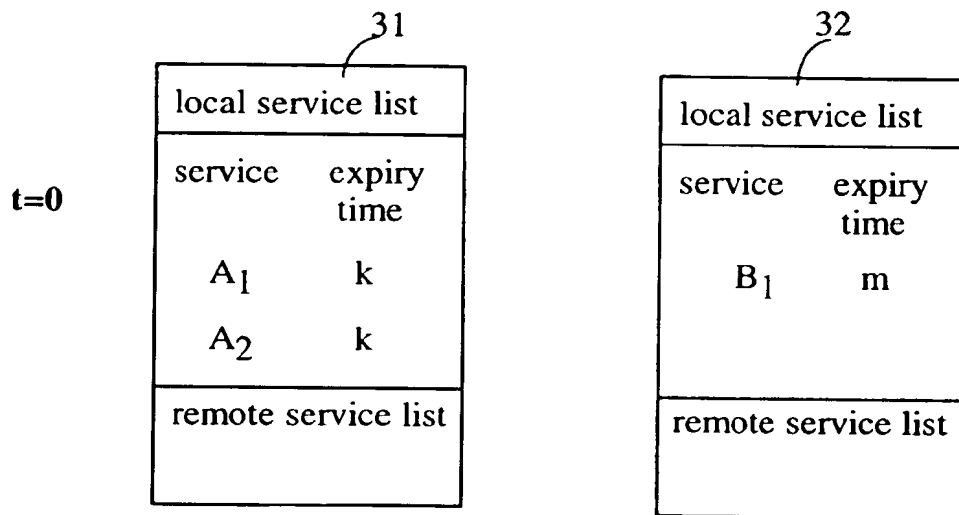 31
local service list
service expiry
time
A1 k
A2 k
remote service list
t=0
32
local service list
service expiry
time
B1 m
remote service list